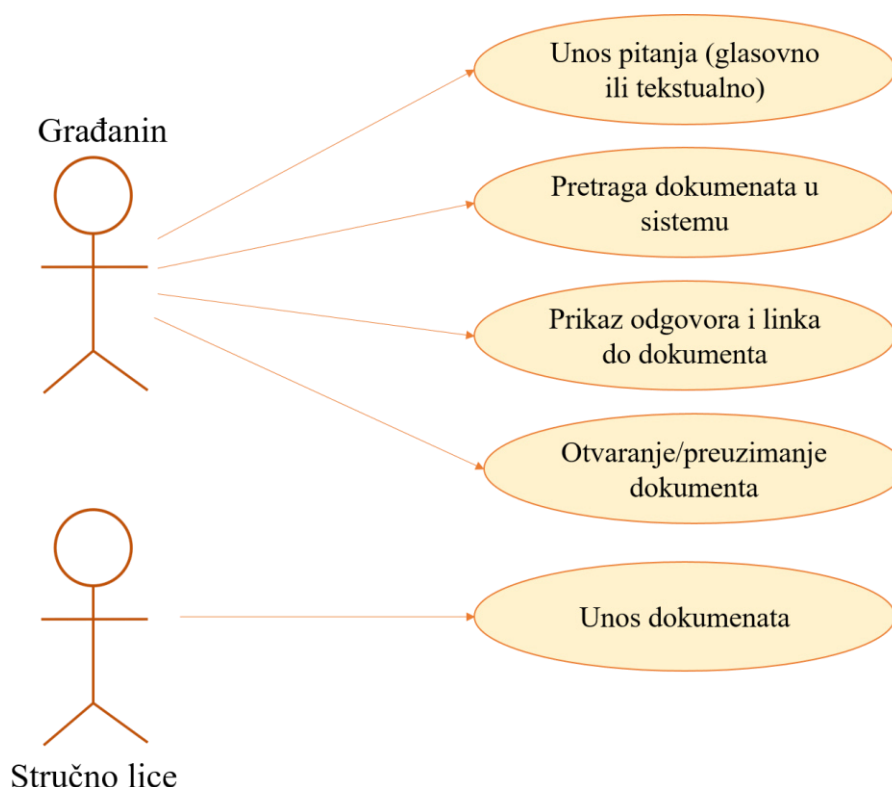 Građanin
Unos pitanja (glasovno
ili tekstualno)
Pretraga dokumenata u
sistemu
Prikaz odgovora i linka
do dokumenta
Otvaranje/preuzimanje
dokumenta
Unos dokumenata
Stručno lice